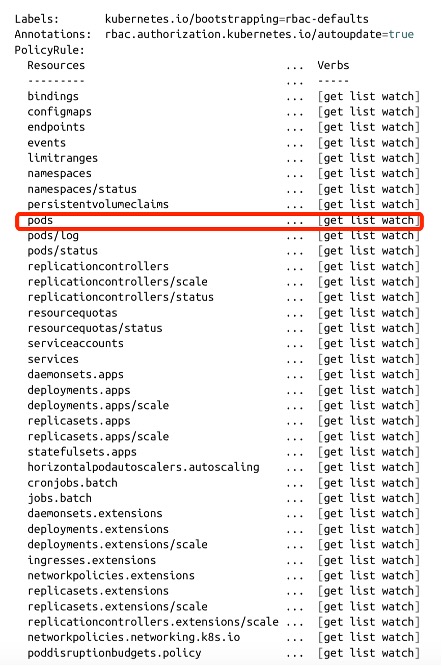 Labels: kubernetes.io/bootstrapping=rbac-defaults
Annotations: rbac.authorization.kubernetes.io/autoupdate=true
PolicyRule:
Resources ... Verbs
--------- ... -----
bindings ... [get list watch]
configmaps ... [get list watch]
endpoints ... [get list watch]
events ... [get list watch]
limitranges ... [get list watch]
namespaces ... [get list watch]
namespaces/status ... [get list watch]
persistentvolumeclaims ... [get list watch]
pods ... [get list watch]
pods/log ... [get list watch]
pods/status ... [get list watch]
replicationcontrollers ... [get list watch]
replicationcontrollers/scale ... [get list watch]
replicationcontrollers/status ... [get list watch]
resourcequotas ... [get list watch]
resourcequotas/status ... [get list watch]
serviceaccounts ... [get list watch]
services ... [get list watch]
daemonsets.apps ... [get list watch]
deployments.apps ... [get list watch]
deployments.apps/scale ... [get list watch]
replicasets.apps ... [get list watch]
replicasets.apps/scale ... [get list watch]
statefulsets.apps ... [get list watch]
horizontalpodautoscalers.autoscaling ... [get list watch]
cronjobs.batch ... [get list watch]
jobs.batch ... [get list watch]
daemonsets.extensions ... [get list watch]
deployments.extensions ... [get list watch]
deployments.extensions/scale ... [get list watch]
ingresses.extensions ... [get list watch]
networkpolicies.extensions ... [get list watch]
replicasets.extensions ... [get list watch]
replicasets.extensions/scale ... [get list watch]
replicationcontrollers.extensions/scale ... [get list watch]
networkpolicies.networking.k8s.io ... [get list watch]
poddisruptionbudgets.policy ... [get list watch]